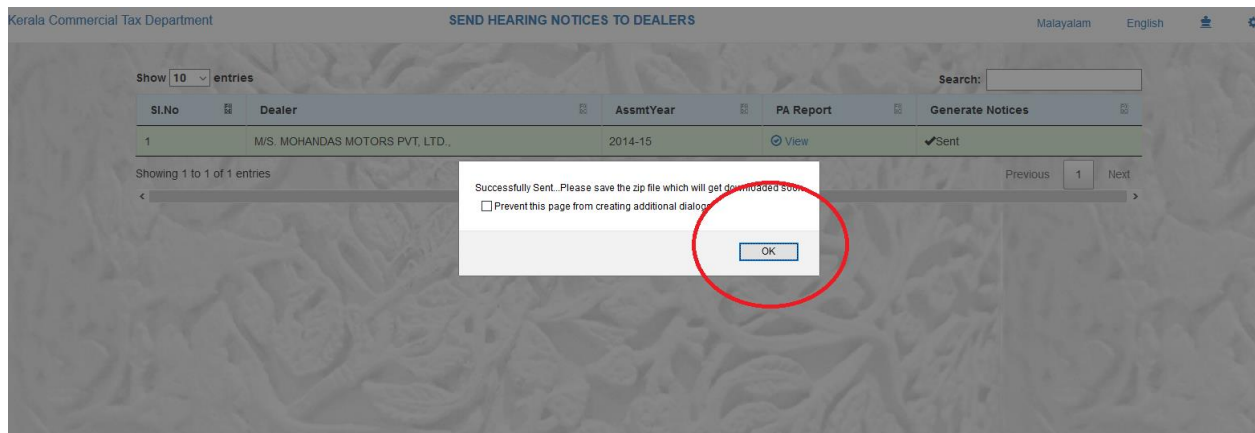 Kerala Commercial Tax Department SEND HEARING NOTICES TO DEALERS Malayalam English
Show 10 entries Search:
Sl.No Dealer AssmtYear PA Report Generate Notices
1 M/S. MOHANDAS MOTORS PVT, LTD., 2014-15 View Sent
Showing 1 to 1 of 1 entries Previous 1 Next
Successfully Sent...Please save the zip file which will get downloaded soon
Prevent this page from creating additional dialogs
OK